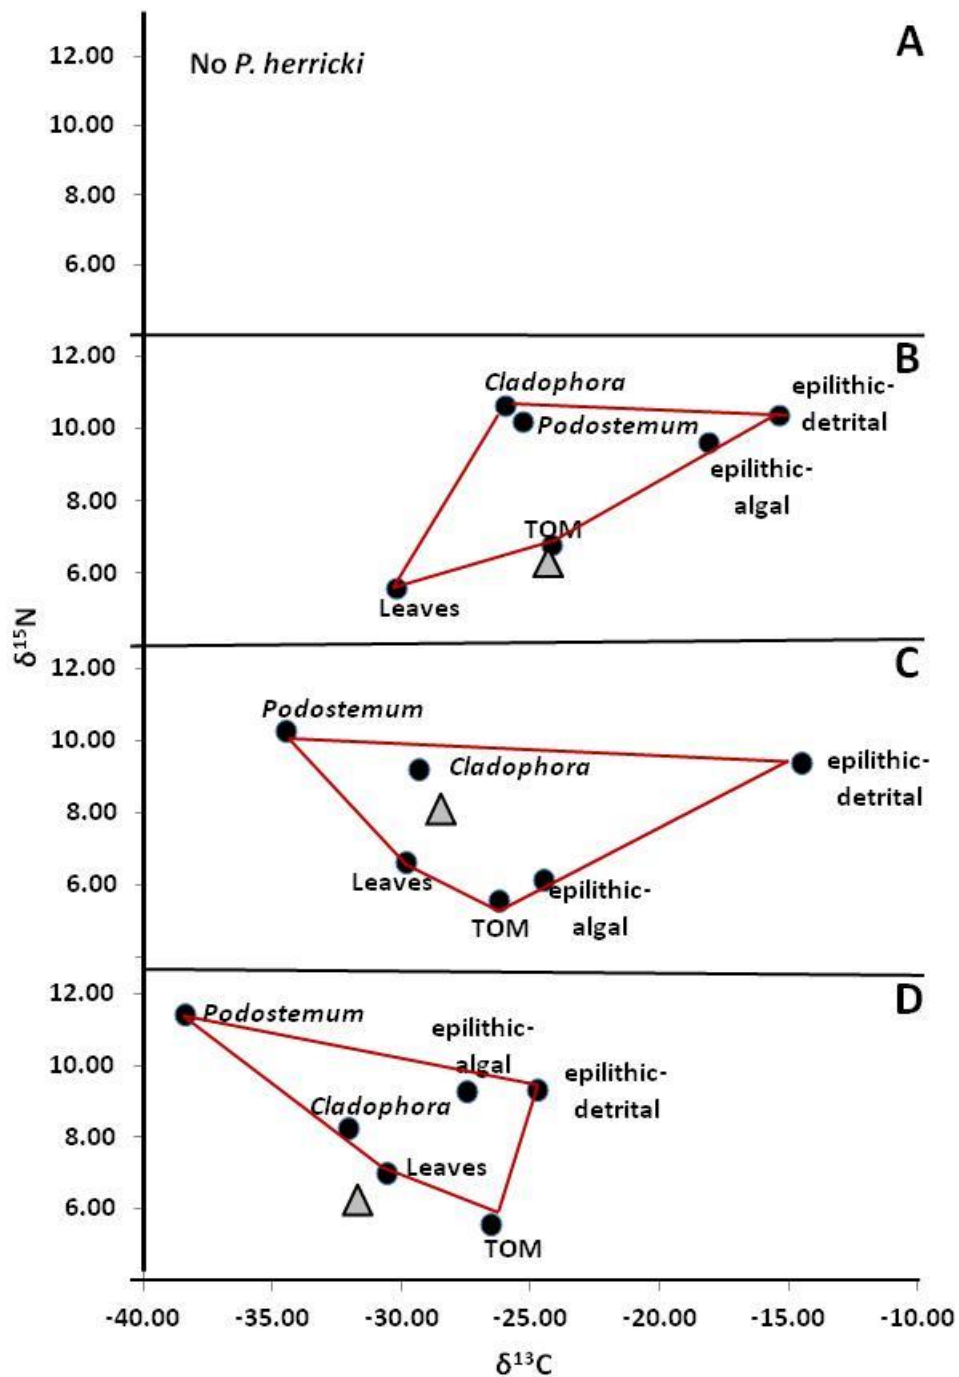 A
No P. herricki
12.00
10.00
8.00
6.00
B
12.00
10.00
8.00
6.00
Cladophora
Podostemum
epilithic-
detrital
epilithic-
algal
TOM
Leaves
δ15N
C
12.00
10.00
8.00
6.00
Podostemum
Cladophora
epilithic-
detrital
Leaves
epilithic-
algal
TOM
D
12.00
10.00
8.00
6.00
Podostemum
epilithic-
algal
epilithic-
detrital
Cladophora
Leaves
TOM
-40.00 -35.00 -30.00 -25.00 -20.00 -15.00 -10.00
δ13C